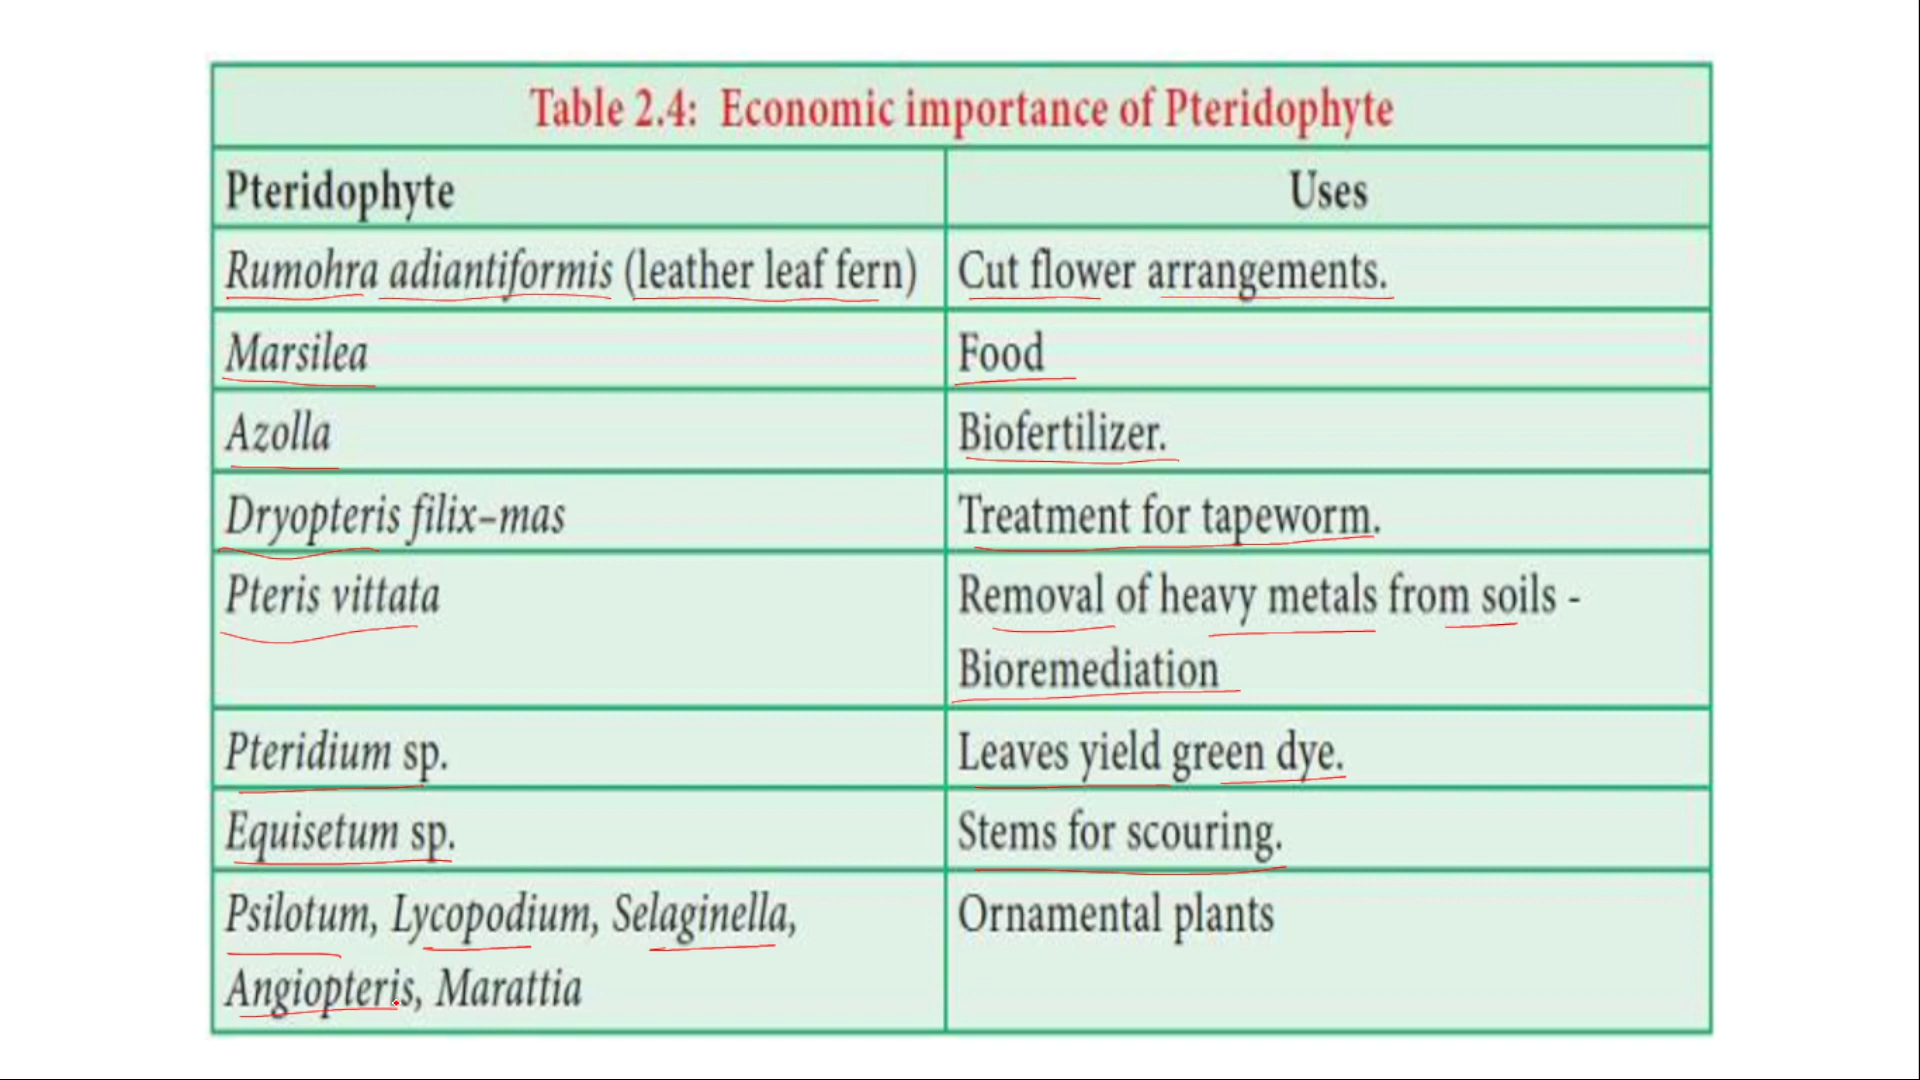 Table 2.4: Economic importance of Pteridophyte
Pteridophyte
Uses
Rumohra adiantiformis (leather leaf fern)
Cut flower arrangements.
Marsilea
Food
Azolla
Biofertilizer.
Dryopteris filix–mas
Treatment for tapeworm.
Pteris vittata
Removal of heavy metals from soils -
Bioremediation
Pteridium sp.
Leaves yield green dye.
Equisetum sp.
Stems for scouring.
Psilotum, Lycopodium, Selaginella,
Angiopteris, Marattia
Ornamental plants